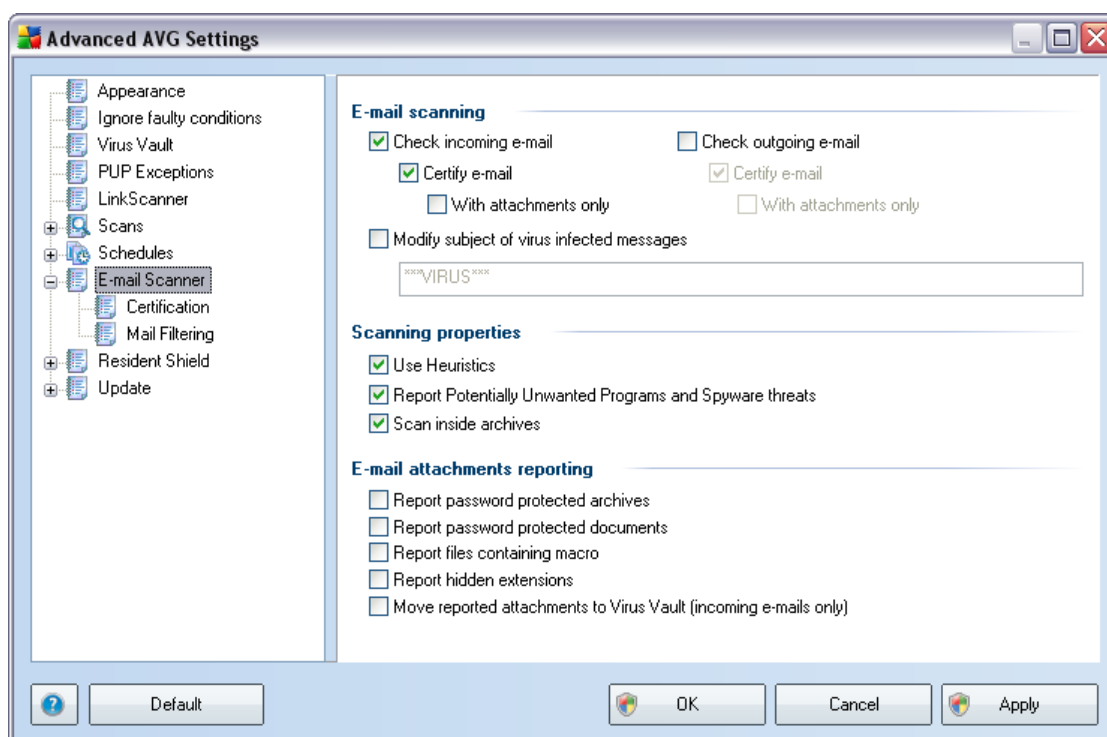 Advanced AVG Settings
Appearance
Ignore faulty conditions
Virus Vault
PUP Exceptions
LinkScanner
Scans
Schedules
E-mail Scanner
Certification
Mail Filtering
Resident Shield
Update
E-mail scanning
Check incoming e-mail
Check outgoing e-mail
Certify e-mail
Certify e-mail
With attachments only
With attachments only
Modify subject of virus infected messages
***VIRUS***
Scanning properties
Use Heuristics
Report Potentially Unwanted Programs and Spyware threats
Scan inside archives
E-mail attachments reporting
Report password protected archives
Report password protected documents
Report files containing macro
Report hidden extensions
Move reported attachments to Virus Vault (incoming e-mails only)
Default
OK
Cancel
Apply